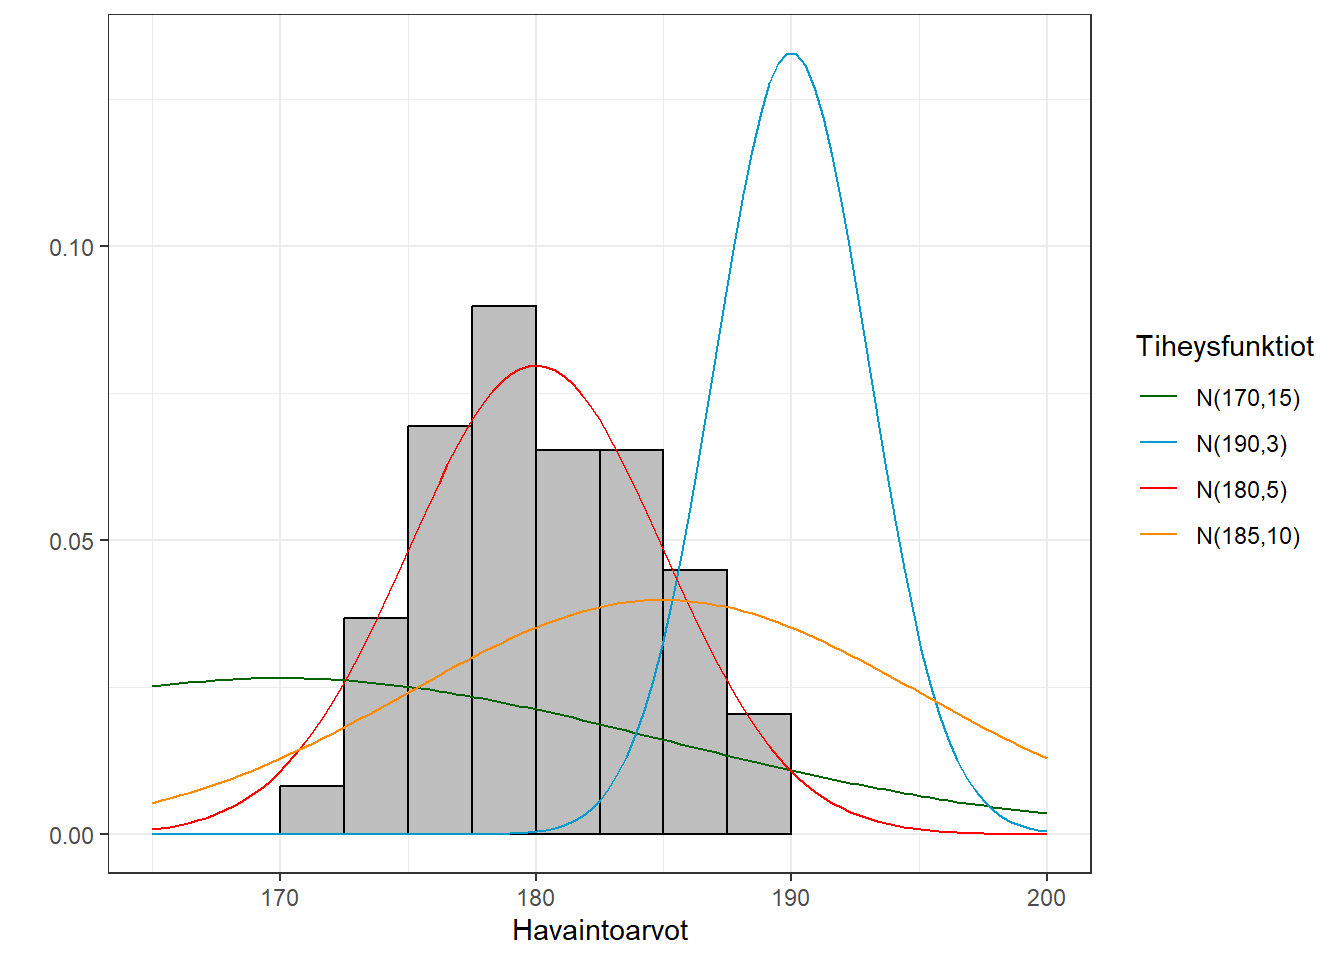 0.10
0.05
0.00
170
180
190
200
Havaintoarvot
Tiheysfunktiot
N(170,15)
N(190,3)
N(180,5)
N(185,10)